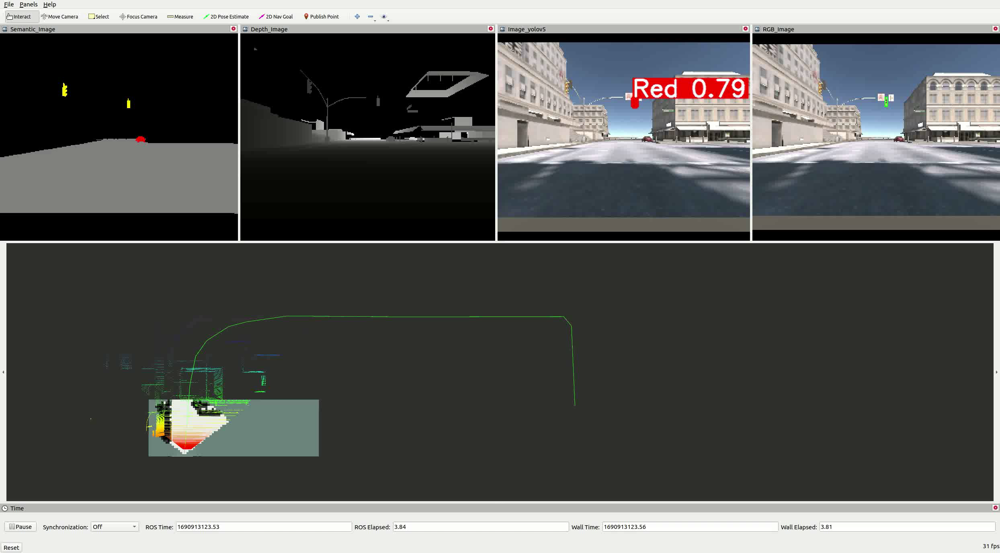 File Panels Help
Interact Move Camera Select Focus Camera Measure 2D Pose Estimate 2D Nav Goal Publish Point
Semantic_Image
Depth_Image
Image_yolov5
RGB_Image
Red 0.79
Time
Pause Synchronization: Off ROS Time: 1690913123.53 ROS Elapsed: 3.84 Wall Time: 1690913123.56 Wall Elapsed: 3.81
Reset
31 fps